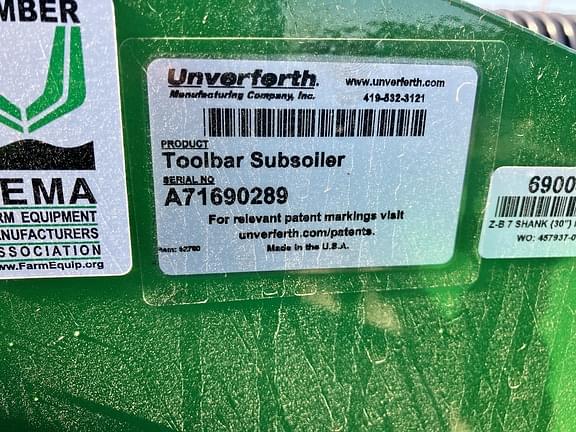 MBER
EMA
RM EQUIPMENT
ANUFACTURERS
SSOCIATION
www.FarmEquip.org
Unverferth
Manufacturing Company, Inc.
www.unverferth.com
419-532-3121
PRODUCT
Toolbar Subsoiler
SERIAL NO
A71690289
For relevant patent markings visit
unverferth.com/patents.
Made in the U.S.A.
6900
Z-B 7 SHANK (30")
WO: 457937-0